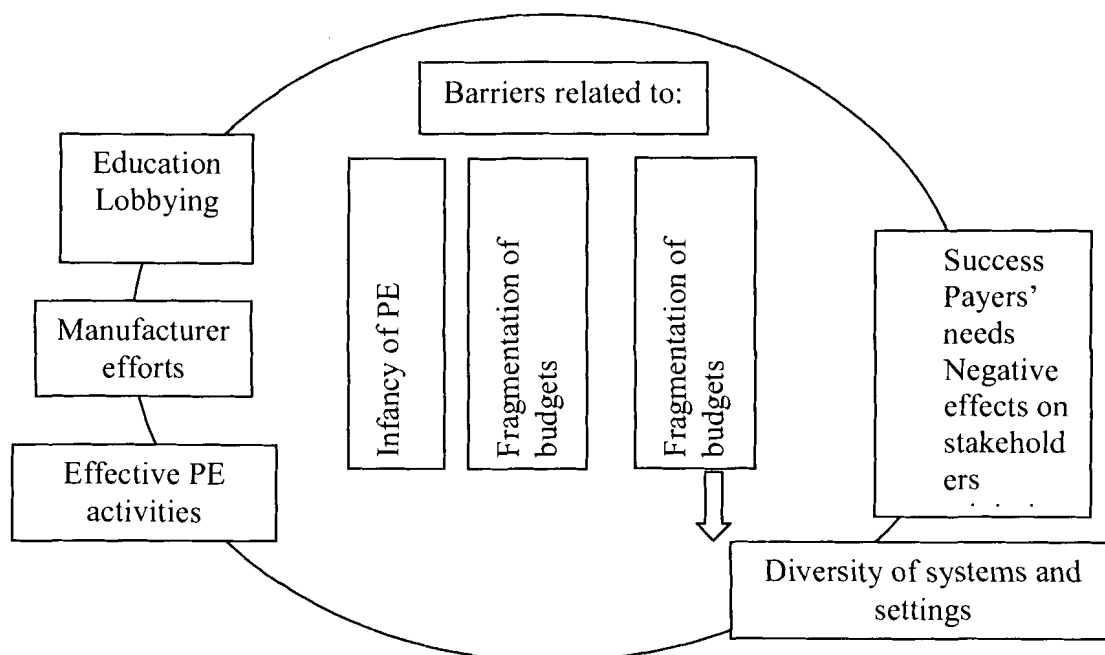 Barriers related to:
Education
Lobbying
Manufacturer
efforts
Effective PE
activities
Infancy of PE
Fragmentation of
budgets
Fragmentation of
budgets
Success
Payers’
needs
Negative
effects on
stakehold
ers
Diversity of systems and
settings